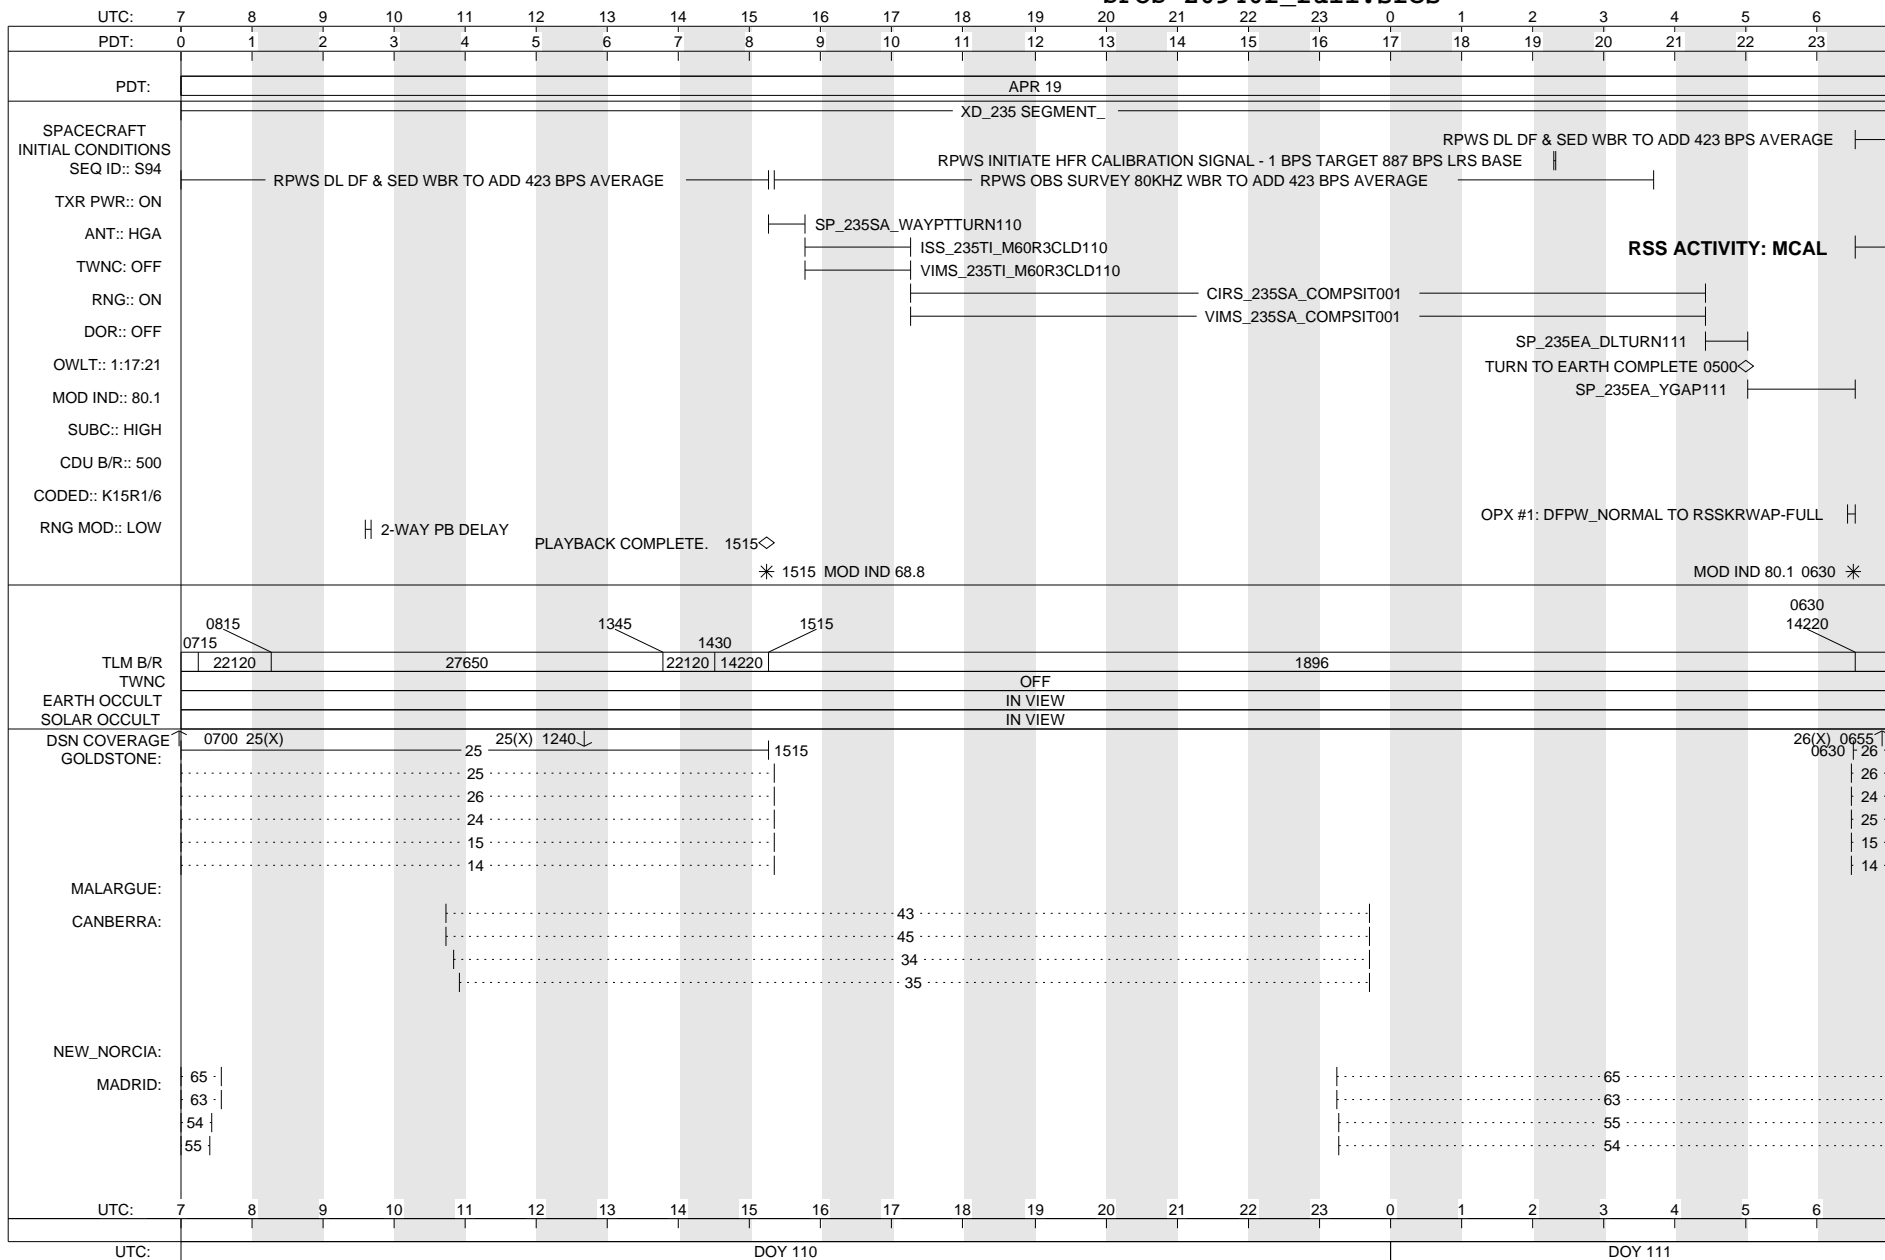 UTC: 7 8 9 10 11 12 13 14 15 16 17 18 19 20 21 22 23 0 1 2 3 4 5 6
PDT: 0 1 2 3 4 5 6 7 8 9 10 11 12 13 14 15 16 17 18 19 20 21 22 23
PDT: APR 19
XD_235 SEGMENT_
SPACECRAFT
INITIAL CONDITIONS
SEQ ID:: S94
TXR PWR:: ON
ANT:: HGA
TWNC: OFF
RNG:: ON
DOR:: OFF
OWLT:: 1:17:21
MOD IND:: 80.1
SUBC:: HIGH
CDU B/R:: 500
CODED:: K15R1/6
RNG MOD:: LOW
RPWS DL DF & SED WBR TO ADD 423 BPS AVERAGE
RPWS INITIATE HFR CALIBRATION SIGNAL - 1 BPS TARGET 887 BPS LRS BASE
RPWS DL DF & SED WBR TO ADD 423 BPS AVERAGE
RPWS OBS SURVEY 80KHZ WBR TO ADD 423 BPS AVERAGE
SP_235SA_WAYPTTURN110
ISS_235TI_M60R3CLD110
RSS ACTIVITY: MCAL
VIMS_235TI_M60R3CLD110
CIRS_235SA_COMPSIT001
VIMS_235SA_COMPSIT001
SP_235EA_DLTURN111
TURN TO EARTH COMPLETE 0500
SP_235EA_YGAP111
OPX #1: DFPW_NORMAL TO RSSKRWAP-FULL
2-WAY PB DELAY
PLAYBACK COMPLETE. 1515
1515 MOD IND 68.8
MOD IND 80.1 0630
0715 0815 1345 1430 1515 0630
14220
TLM B/R 22120 27650 22120 14220 1896
TWNC OFF
EARTH OCCULT IN VIEW
SOLAR OCCULT IN VIEW
DSN COVERAGE 0700 25(X) 25(X) 1240 26(X) 0655
GOLDSTONE: 25 1515 0630 26
25 26
26 24
24 25
15 15
14 14
MALARGUE:
CANBERRA: 43
45
34
35
NEW_NORCIA:
MADRID: 65 65
63 63
54 55
55 54
UTC: 7 8 9 10 11 12 13 14 15 16 17 18 19 20 21 22 23 0 1 2 3 4 5 6
UTC: DOY 110 DOY 111